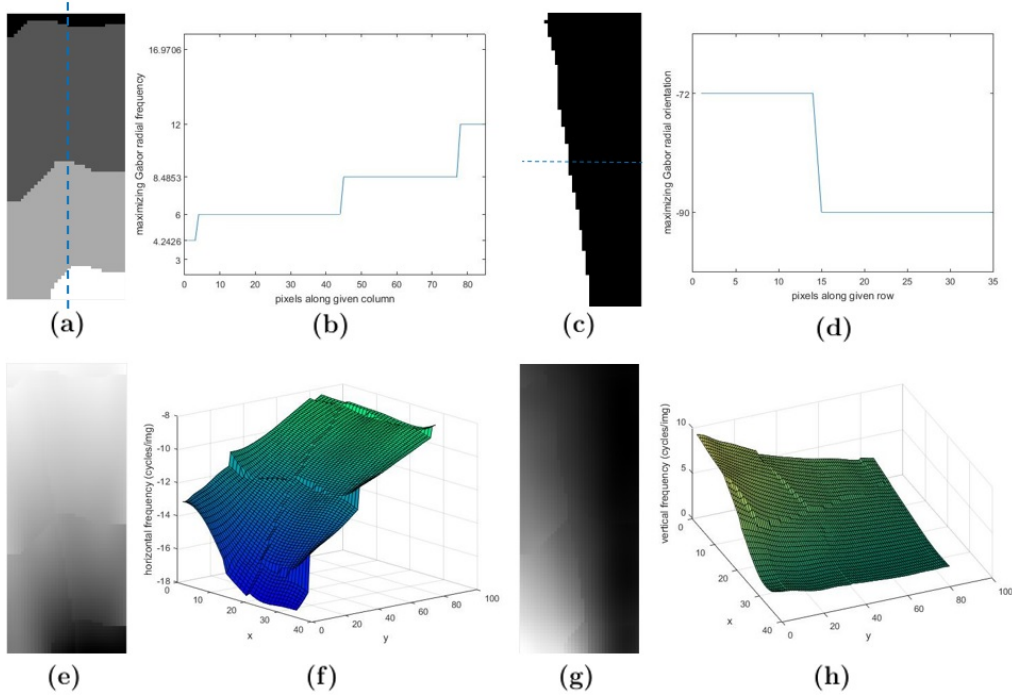 16.9706
12
8.4853
6
4.2426
3
maximizing Gabor radial frequency
0 10 20 30 40 50 60 70 80
pixels along given column
-72
-90
maximizing Gabor radial orientation
0 5 10 15 20 25 30 35
pixels along given row
(a) (b) (c) (d)
-8
-10
-12
-14
-16
-18
horizontal frequency (cycles/img)
0 10 20 30 40
x
0 20 40 60 80 100
y
10
5
0
vertical frequency (cycles/img)
0 10 20 30 40
x
0 20 40 60 80 100
y
(e) (f) (g) (h)